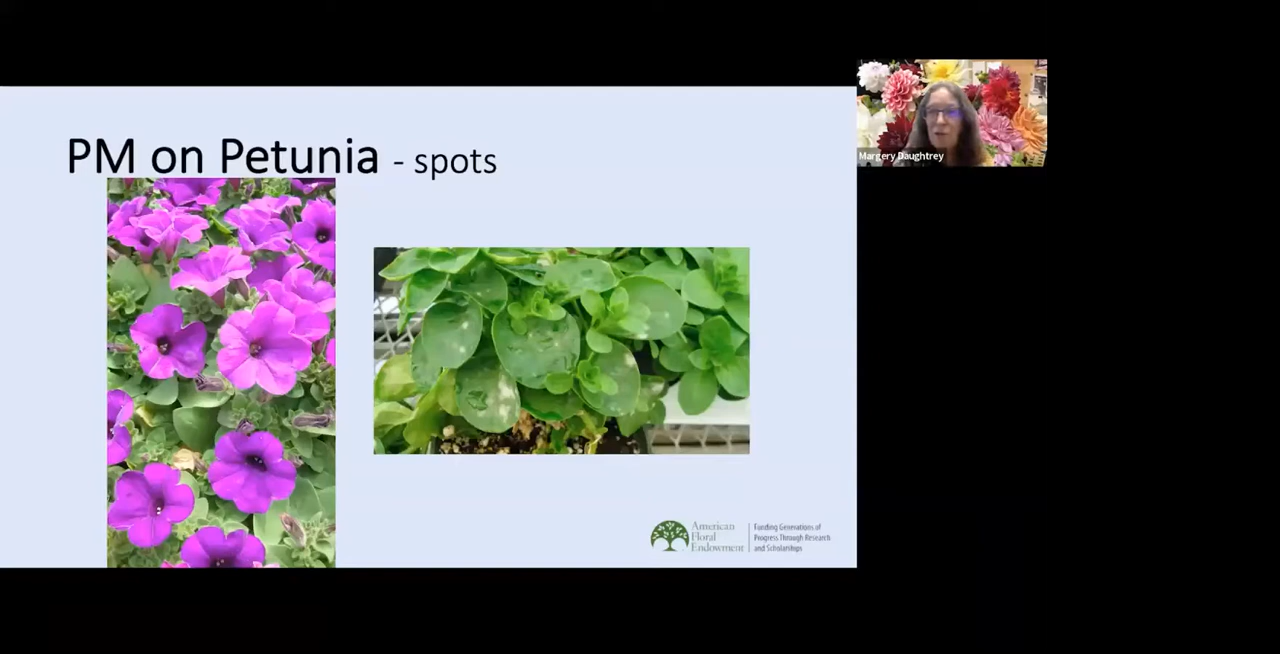 PM on Petunia - spots
Margery Daughtrey
American
Floral
Endowment
Funding Generations of
Progress Through Research
and Scholarships